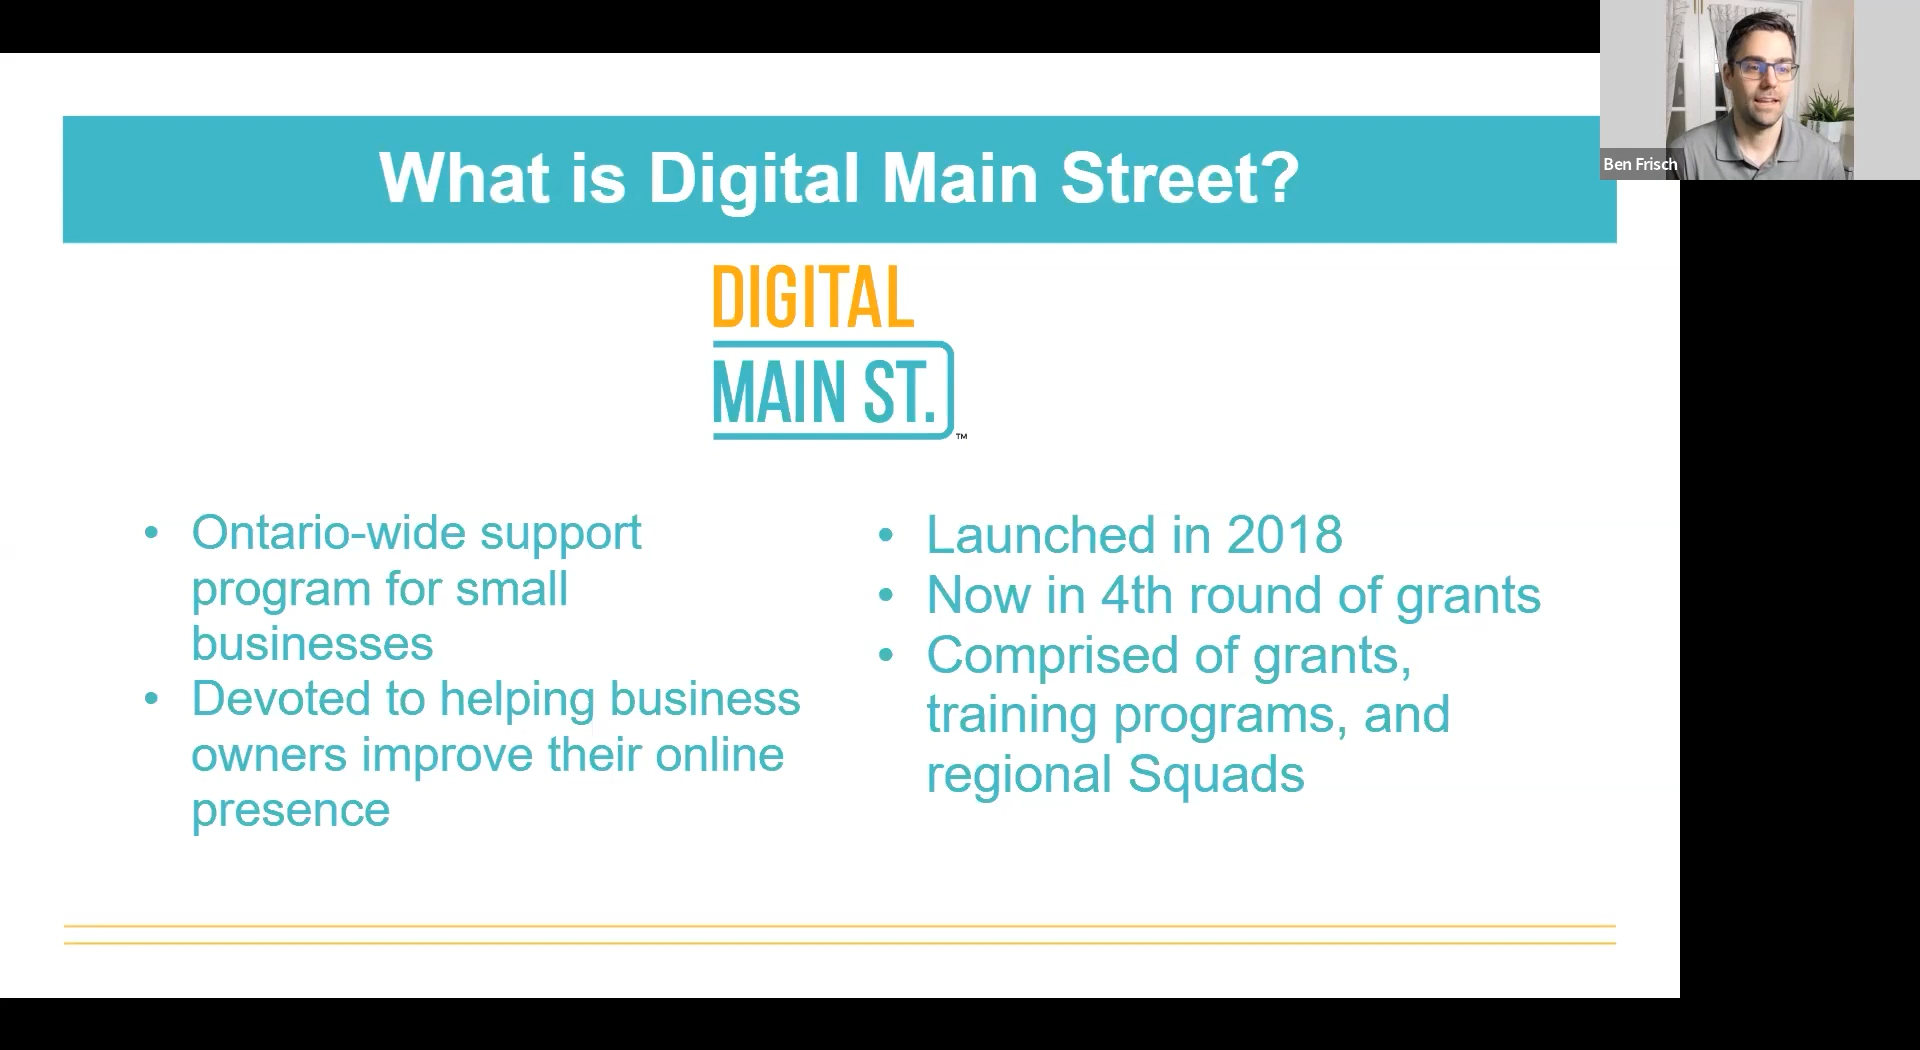 What is Digital Main Street?
Ben Frisch
DIGITAL
MAIN ST.
TM
• Ontario-wide support
program for small
businesses
• Devoted to helping business
owners improve their online
presence
• Launched in 2018
• Now in 4th round of grants
• Comprised of grants,
training programs, and
regional Squads